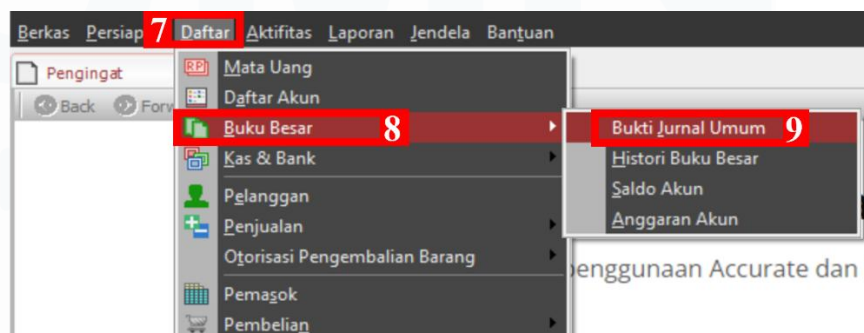 Berkas Persiap 7 Daftar Aktifitas Laporan Jendela Bantuan
Pengingat
Back Forw
Mata Uang
Daftar Akun
Buku Besar 8
Kas & Bank
Pelanggan
Penjualan
Otorisasi Pengembalian Barang
Pemasok
Pembelian
Bukti Jurnal Umum 9
Histori Buku Besar
Saldo Akun
Anggaran Akun
penggunaan Accurate dan